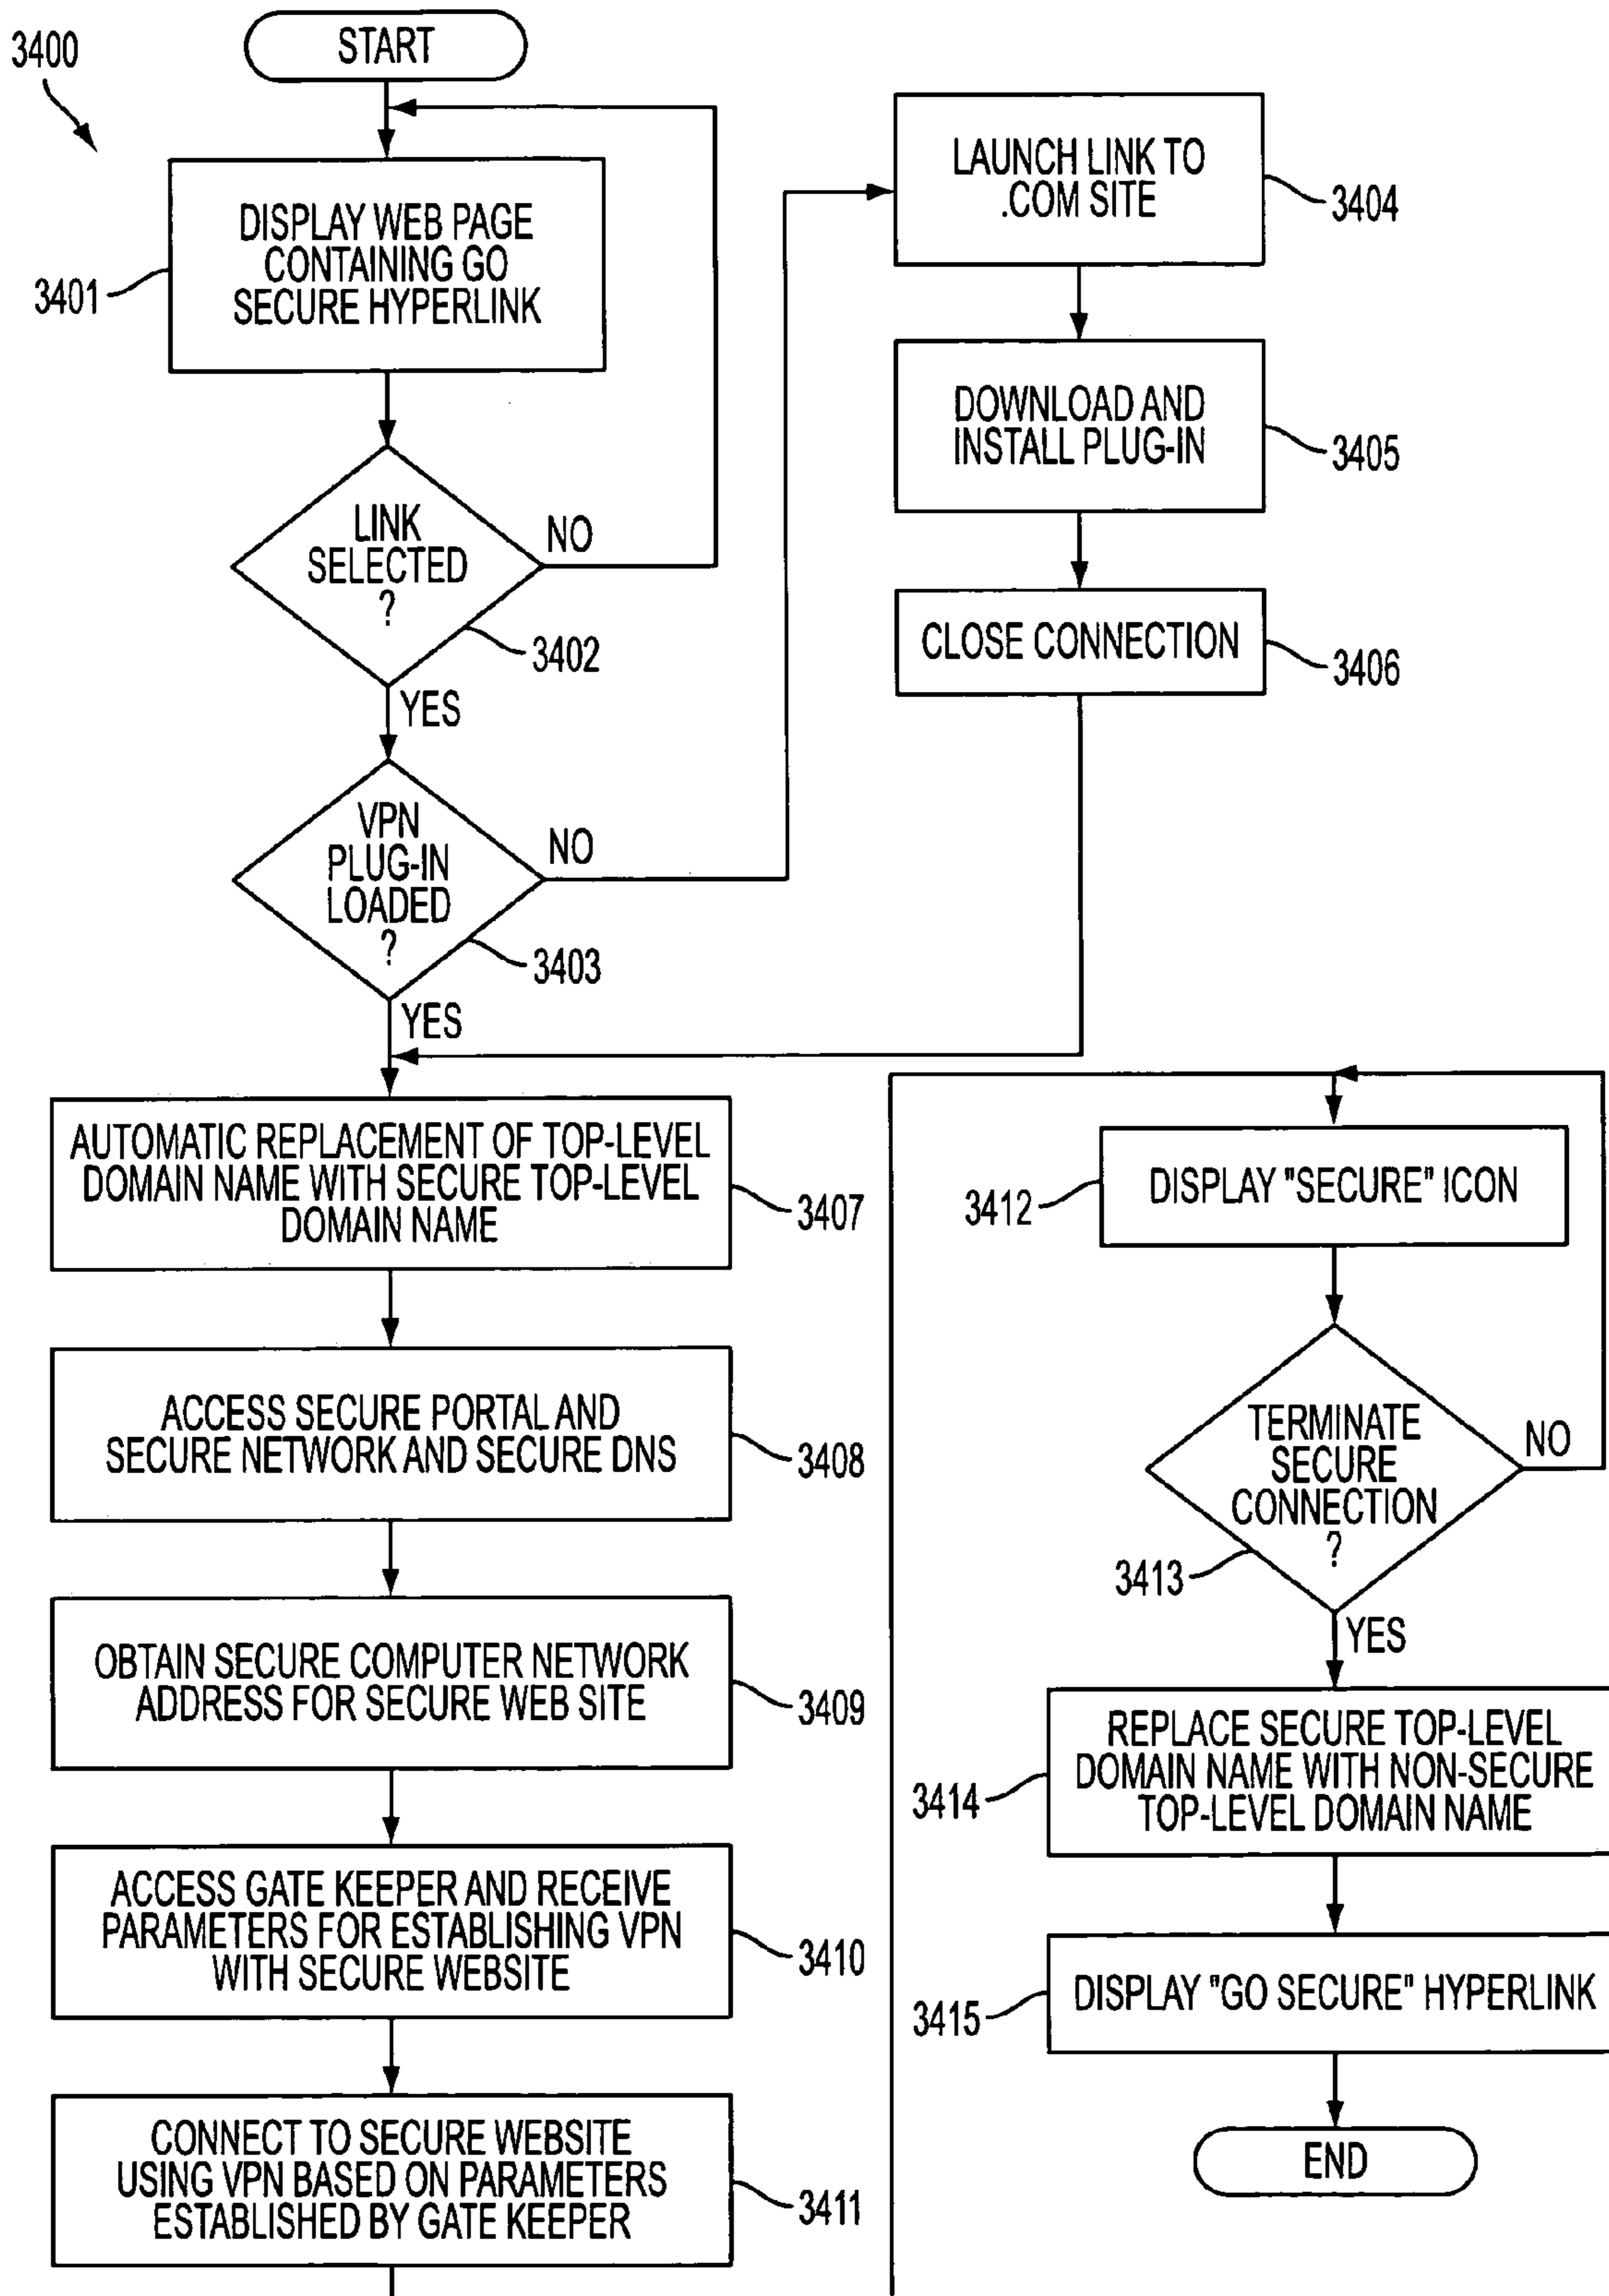 3400
START
DISPLAY WEB PAGE
CONTAINING GO
SECURE HYPERLINK
3401
LINK
SELECTED
?
NO
3402
YES
VPN
PLUG-IN
LOADED
?
NO
3403
YES
LAUNCH LINK TO
.COM SITE
3404
DOWNLOAD AND
INSTALL PLUG-IN
3405
CLOSE CONNECTION
3406
AUTOMATIC REPLACEMENT OF TOP-LEVEL
DOMAIN NAME WITH SECURE TOP-LEVEL
DOMAIN NAME
3407
ACCESS SECURE PORTAL AND
SECURE NETWORK AND SECURE DNS
3408
OBTAIN SECURE COMPUTER NETWORK
ADDRESS FOR SECURE WEB SITE
3409
ACCESS GATE KEEPER AND RECEIVE
PARAMETERS FOR ESTABLISHING VPN
WITH SECURE WEBSITE
3410
CONNECT TO SECURE WEBSITE
USING VPN BASED ON PARAMETERS
ESTABLISHED BY GATE KEEPER
3411
DISPLAY "SECURE" ICON
3412
TERMINATE
SECURE
CONNECTION
?
NO
3413
YES
REPLACE SECURE TOP-LEVEL
DOMAIN NAME WITH NON-SECURE
TOP-LEVEL DOMAIN NAME
3414
DISPLAY "GO SECURE" HYPERLINK
3415
END